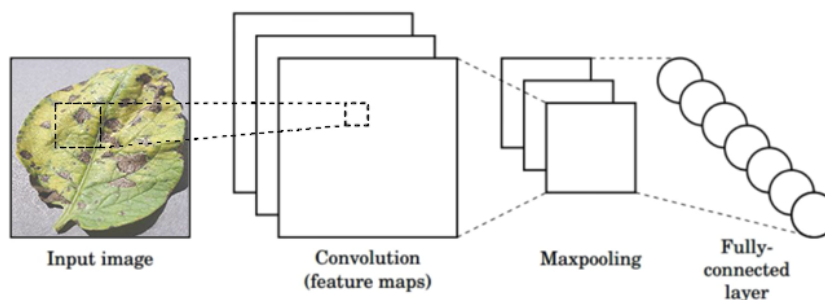 Input image
Convolution
(feature maps)
Maxpooling
Fully-
connected
layer